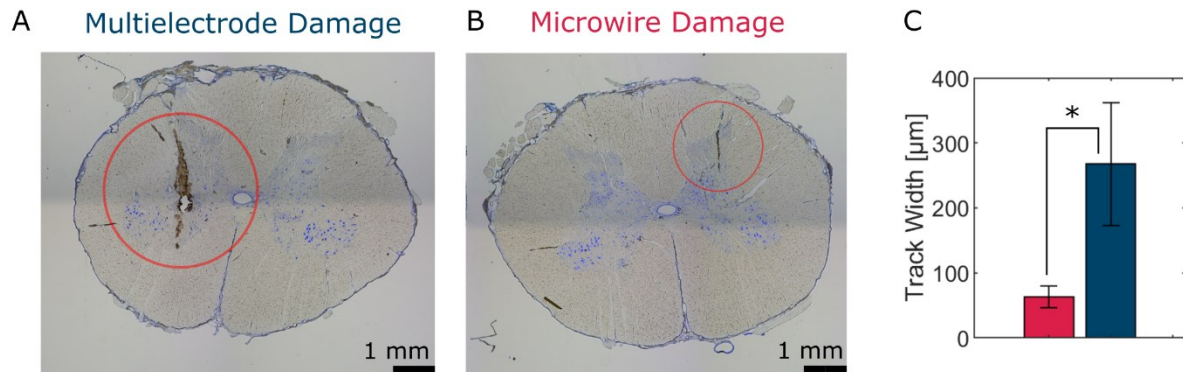 A Multielectrode Damage
B Microwire Damage
C
1 mm
1 mm
Track Width [μm]
400
300
200
100
0
*